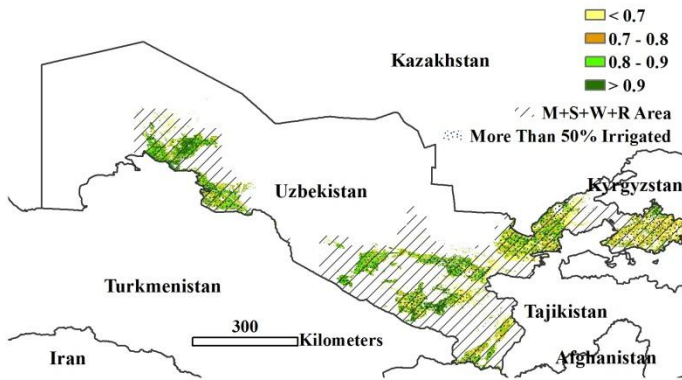 < 0.7
0.7 - 0.8
0.8 - 0.9
> 0.9
Kazakhstan
M+S+W+R Area
More Than 50% Irrigated
Kyrgyzstan
Uzbekistan
Turkmenistan
Tajikistan
300
Kilometers
Iran
Afghanistan